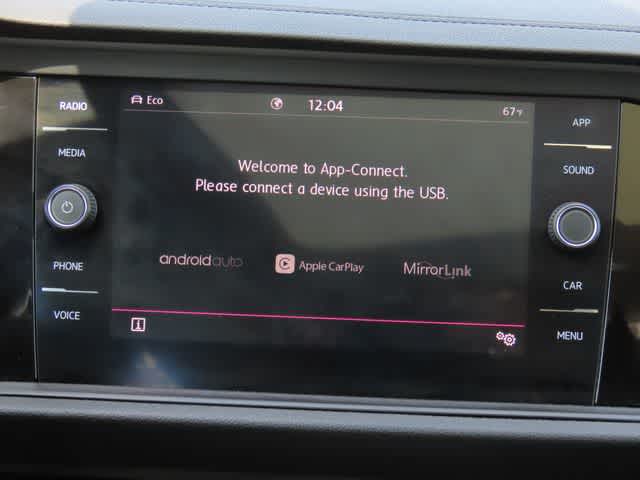 RADIO
Eco
12:04
67°F
APP
MEDIA
SOUND
Welcome to App-Connect.
Please connect a device using the USB.
PHONE
androidauto
Apple CarPlay
MirrorLink
CAR
VOICE
i
MENU